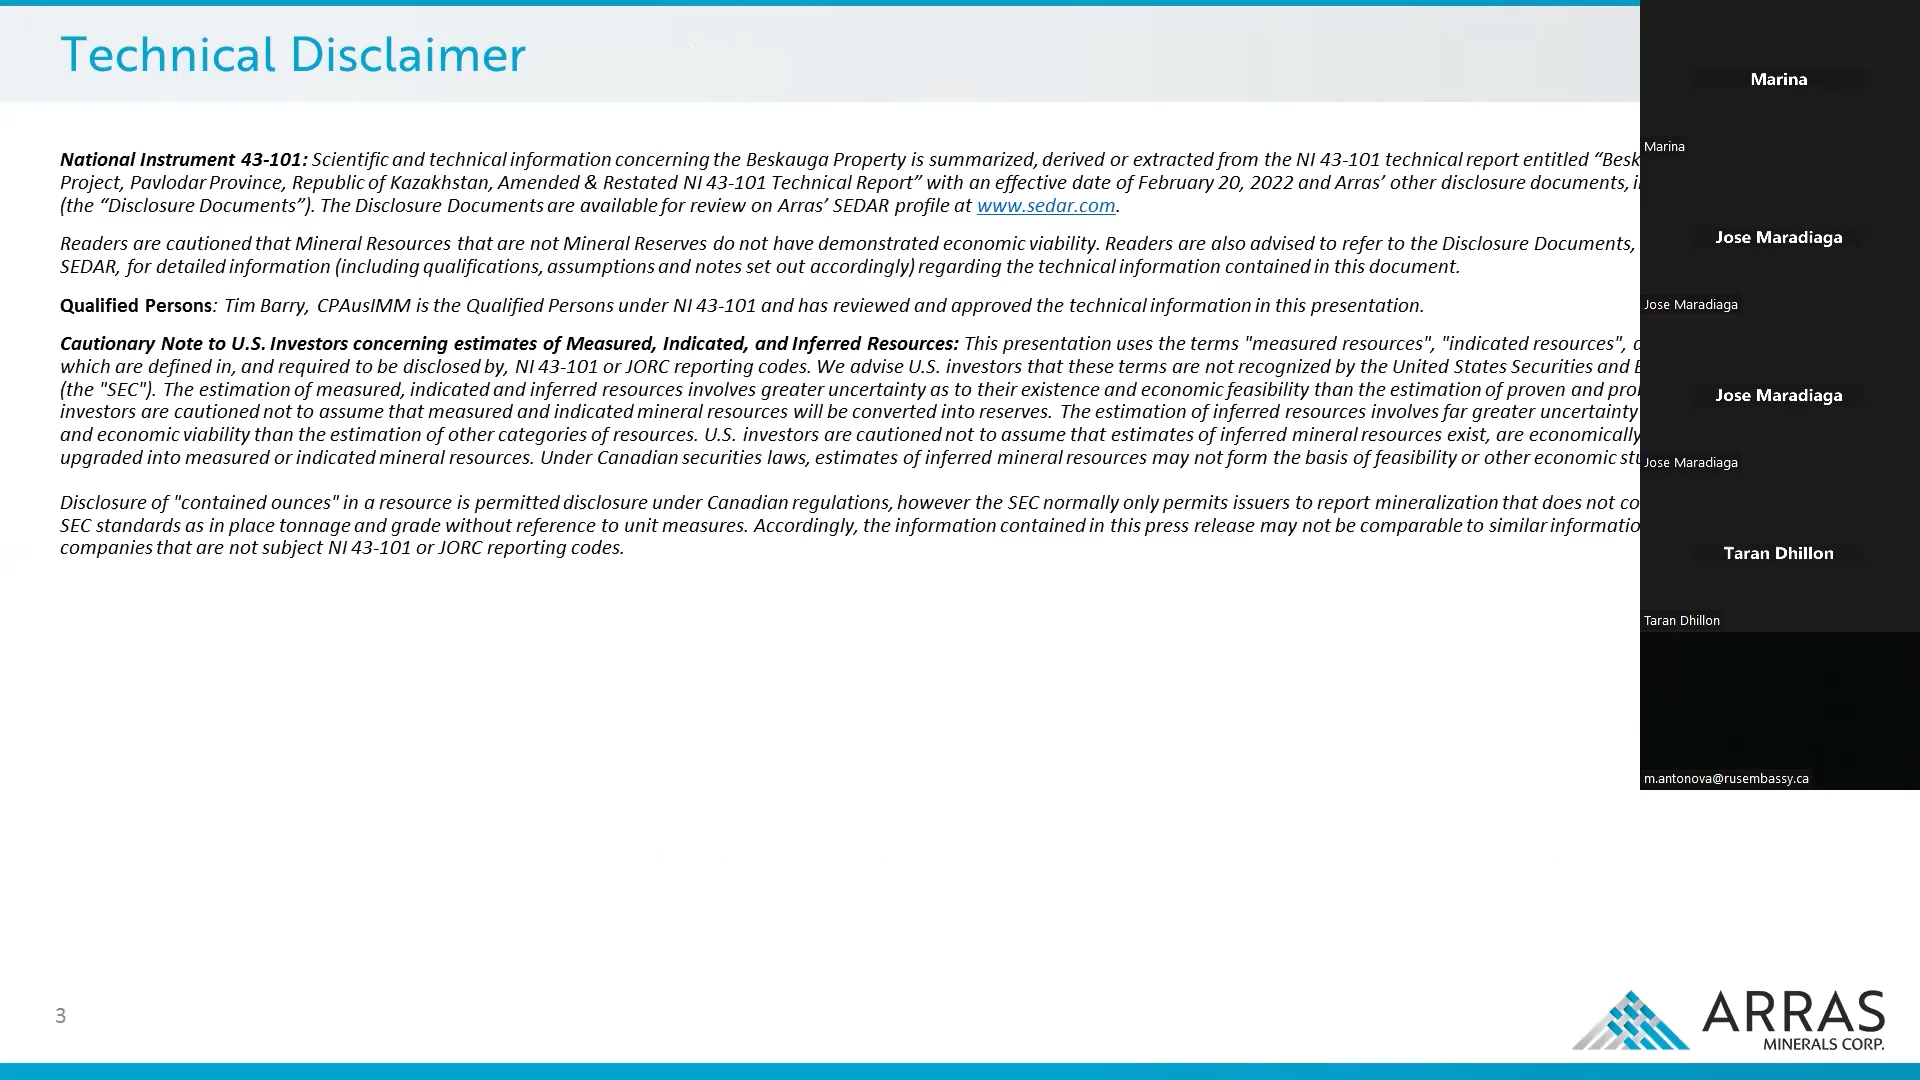 Technical Disclaimer
National Instrument 43-101: Scientific and technical information concerning the Beskauga Property is summarized, derived or extracted from the NI 43-101 technical report entitled “Besk
Project, Pavlodar Province, Republic of Kazakhstan, Amended & Restated NI 43-101 Technical Report” with an effective date of February 20, 2022 and Arras’ other disclosure documents, i
(the “Disclosure Documents”). The Disclosure Documents are available for review on Arras’ SEDAR profile at www.sedar.com.
Readers are cautioned that Mineral Resources that are not Mineral Reserves do not have demonstrated economic viability. Readers are also advised to refer to the Disclosure Documents,
SEDAR, for detailed information (including qualifications, assumptions and notes set out accordingly) regarding the technical information contained in this document.
Qualified Persons: Tim Barry, CPAusIMM is the Qualified Persons under NI 43-101 and has reviewed and approved the technical information in this presentation.
Cautionary Note to U.S. Investors concerning estimates of Measured, Indicated, and Inferred Resources: This presentation uses the terms "measured resources", "indicated resources",
which are defined in, and required to be disclosed by, NI 43-101 or JORC reporting codes. We advise U.S. investors that these terms are not recognized by the United States Securities and
(the "SEC"). The estimation of measured, indicated and inferred resources involves greater uncertainty as to their existence and economic feasibility than the estimation of proven and pro
investors are cautioned not to assume that measured and indicated mineral resources will be converted into reserves. The estimation of inferred resources involves far greater uncertainty
and economic viability than the estimation of other categories of resources. U.S. investors are cautioned not to assume that estimates of inferred mineral resources exist, are economically
upgraded into measured or indicated mineral resources. Under Canadian securities laws, estimates of inferred mineral resources may not form the basis of feasibility or other economic st
Disclosure of "contained ounces" in a resource is permitted disclosure under Canadian regulations, however the SEC normally only permits issuers to report mineralization that does not co
SEC standards as in place tonnage and grade without reference to unit measures. Accordingly, the information contained in this press release may not be comparable to similar informatio
companies that are not subject NI 43-101 or JORC reporting codes.
3
ARRAS
MINERALS CORP.
Marina
Marina
Jose Maradiaga
Jose Maradiaga
Jose Maradiaga
Jose Maradiaga
Taran Dhillon
Taran Dhillon
m.antonova@rusembassy.ca